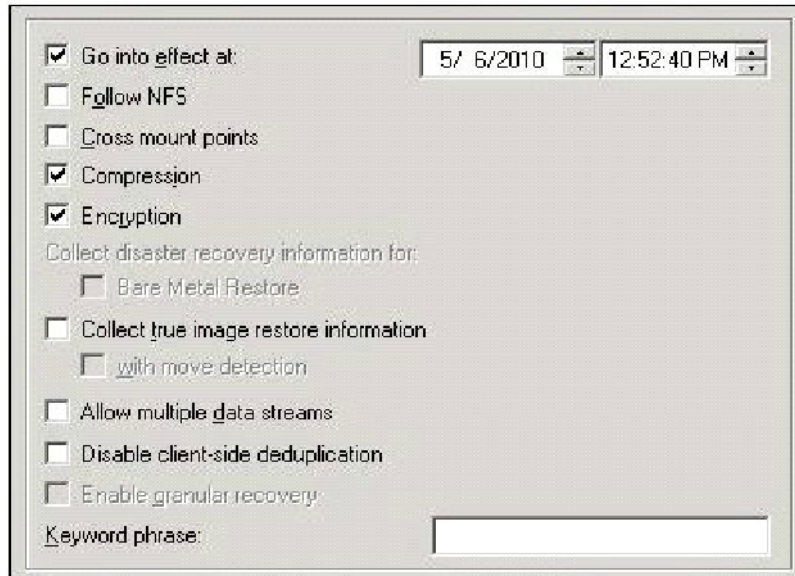 Go into effect at: 5/ 6/2010 12:52:40 PM
Follow NFS
Cross mount points
Compression
Encryption
Collect disaster recovery information for:
Bare Metal Restore
Collect true image restore information
with move detection
Allow multiple data streams
Disable client-side deduplication
Enable granular recovery
Keyword phrase: